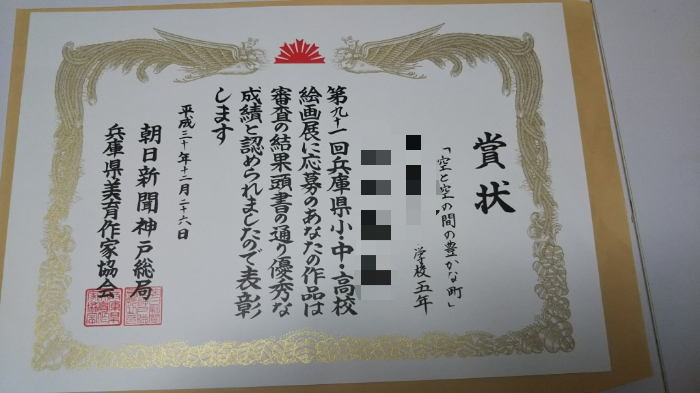 賞状
「空と空の間の豊かな町」
学校五年
第九十一回兵庫県小・中・高校
絵画展に応募のあなたの作品は
審査の結果頭書の通り優秀な
成績と認められましたので表彰
します
平成三十年十二月二十六日
朝日新聞神戸総局
兵庫県美育作家協会